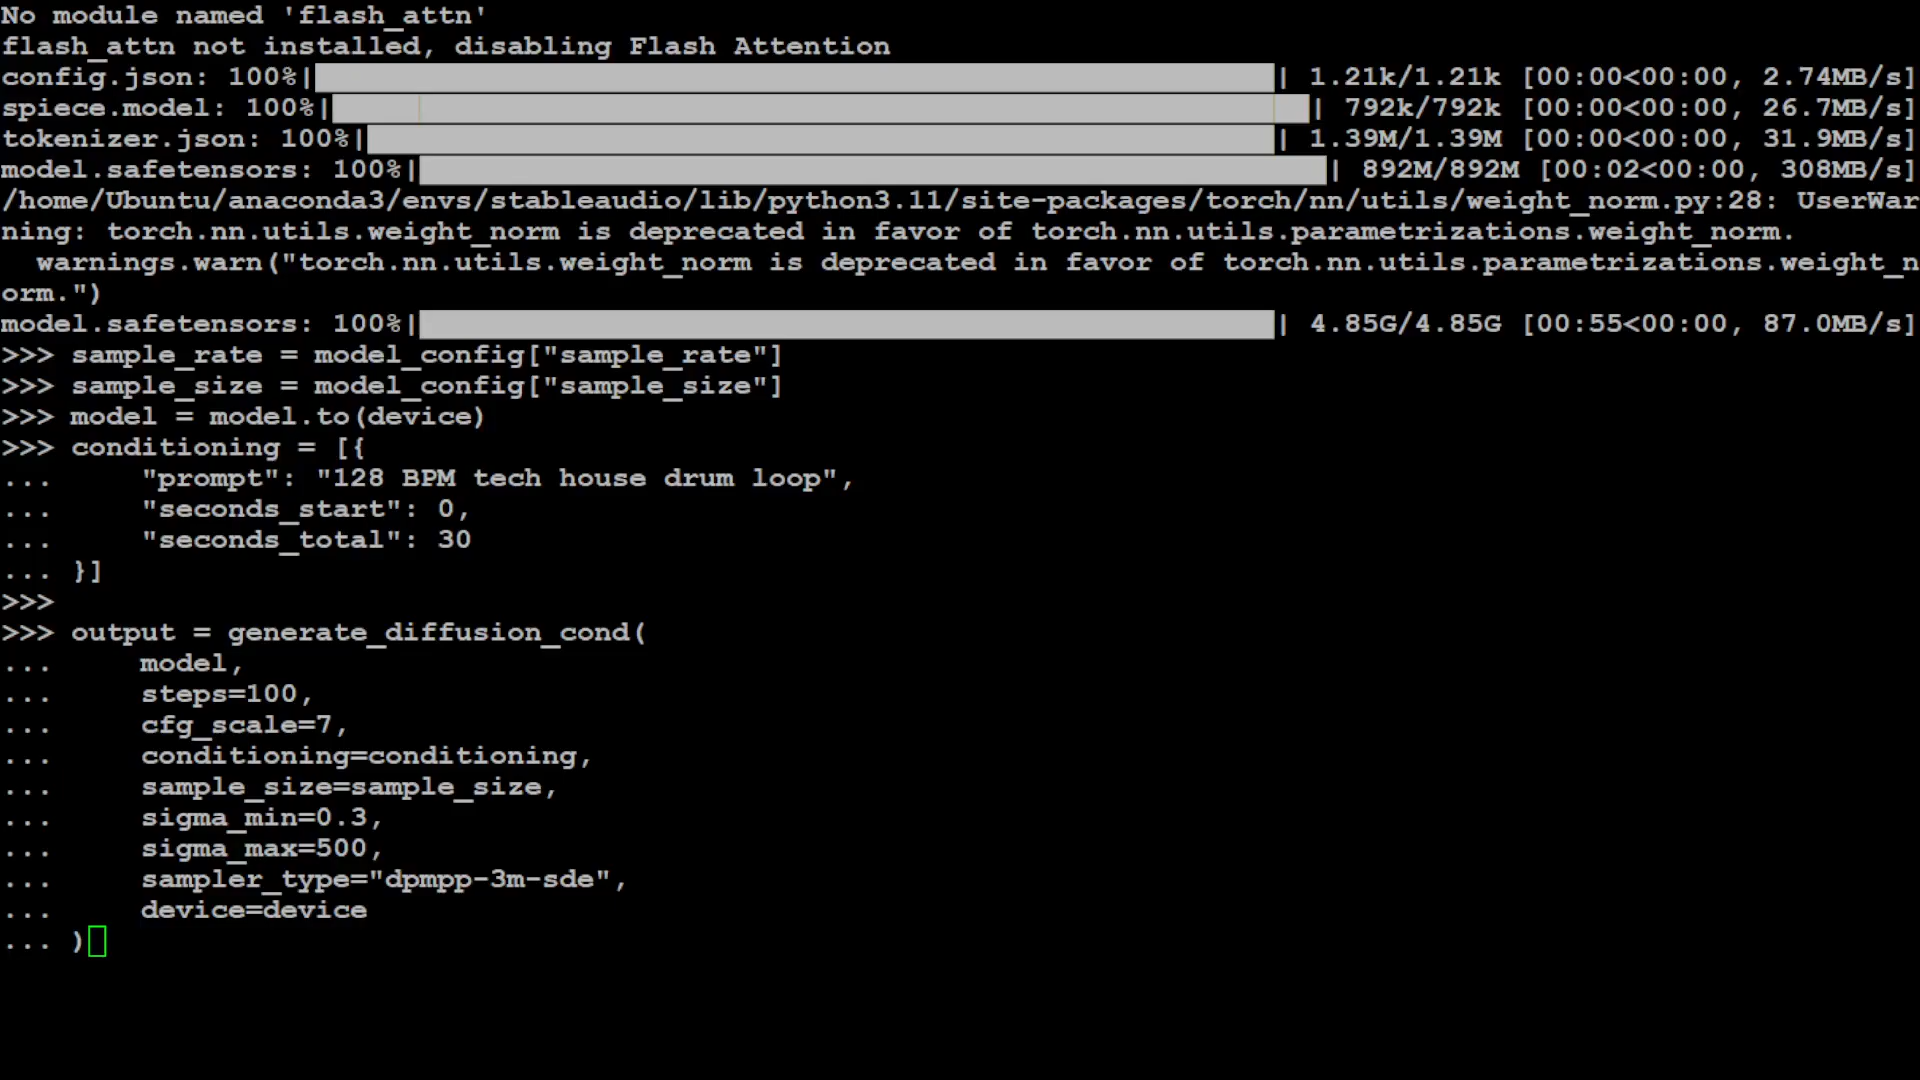 No module named 'flash_attn'
flash_attn not installed, disabling Flash Attention
config.json: 100%|| 1.21k/1.21k [00:00<00:00, 2.74MB/s]
spiece.model: 100%|| 792k/792k [00:00<00:00, 26.7MB/s]
tokenizer.json: 100%|| 1.39M/1.39M [00:00<00:00, 31.9MB/s]
model.safetensors: 100%|| 892M/892M [00:02<00:00, 308MB/s]
/home/Ubuntu/anaconda3/envs/stableaudio/lib/python3.11/site-packages/torch/nn/utils/weight_norm.py:28: UserWar
ning: torch.nn.utils.weight_norm is deprecated in favor of torch.nn.utils.parametrizations.weight_norm.
  warnings.warn("torch.nn.utils.weight_norm is deprecated in favor of torch.nn.utils.parametrizations.weight_n
orm.")
model.safetensors: 100%|| 4.85G/4.85G [00:55<00:00, 87.0MB/s]
>>> sample_rate = model_config["sample_rate"]
>>> sample_size = model_config["sample_size"]
>>> model = model.to(device)
>>> conditioning = [{
...     "prompt": "128 BPM tech house drum loop",
...     "seconds_start": 0,
...     "seconds_total": 30
... }]
>>>
>>> output = generate_diffusion_cond(
...     model,
...     steps=100,
...     cfg_scale=7,
...     conditioning=conditioning,
...     sample_size=sample_size,
...     sigma_min=0.3,
...     sigma_max=500,
...     sampler_type="dpmpp-3m-sde",
...     device=device
... )